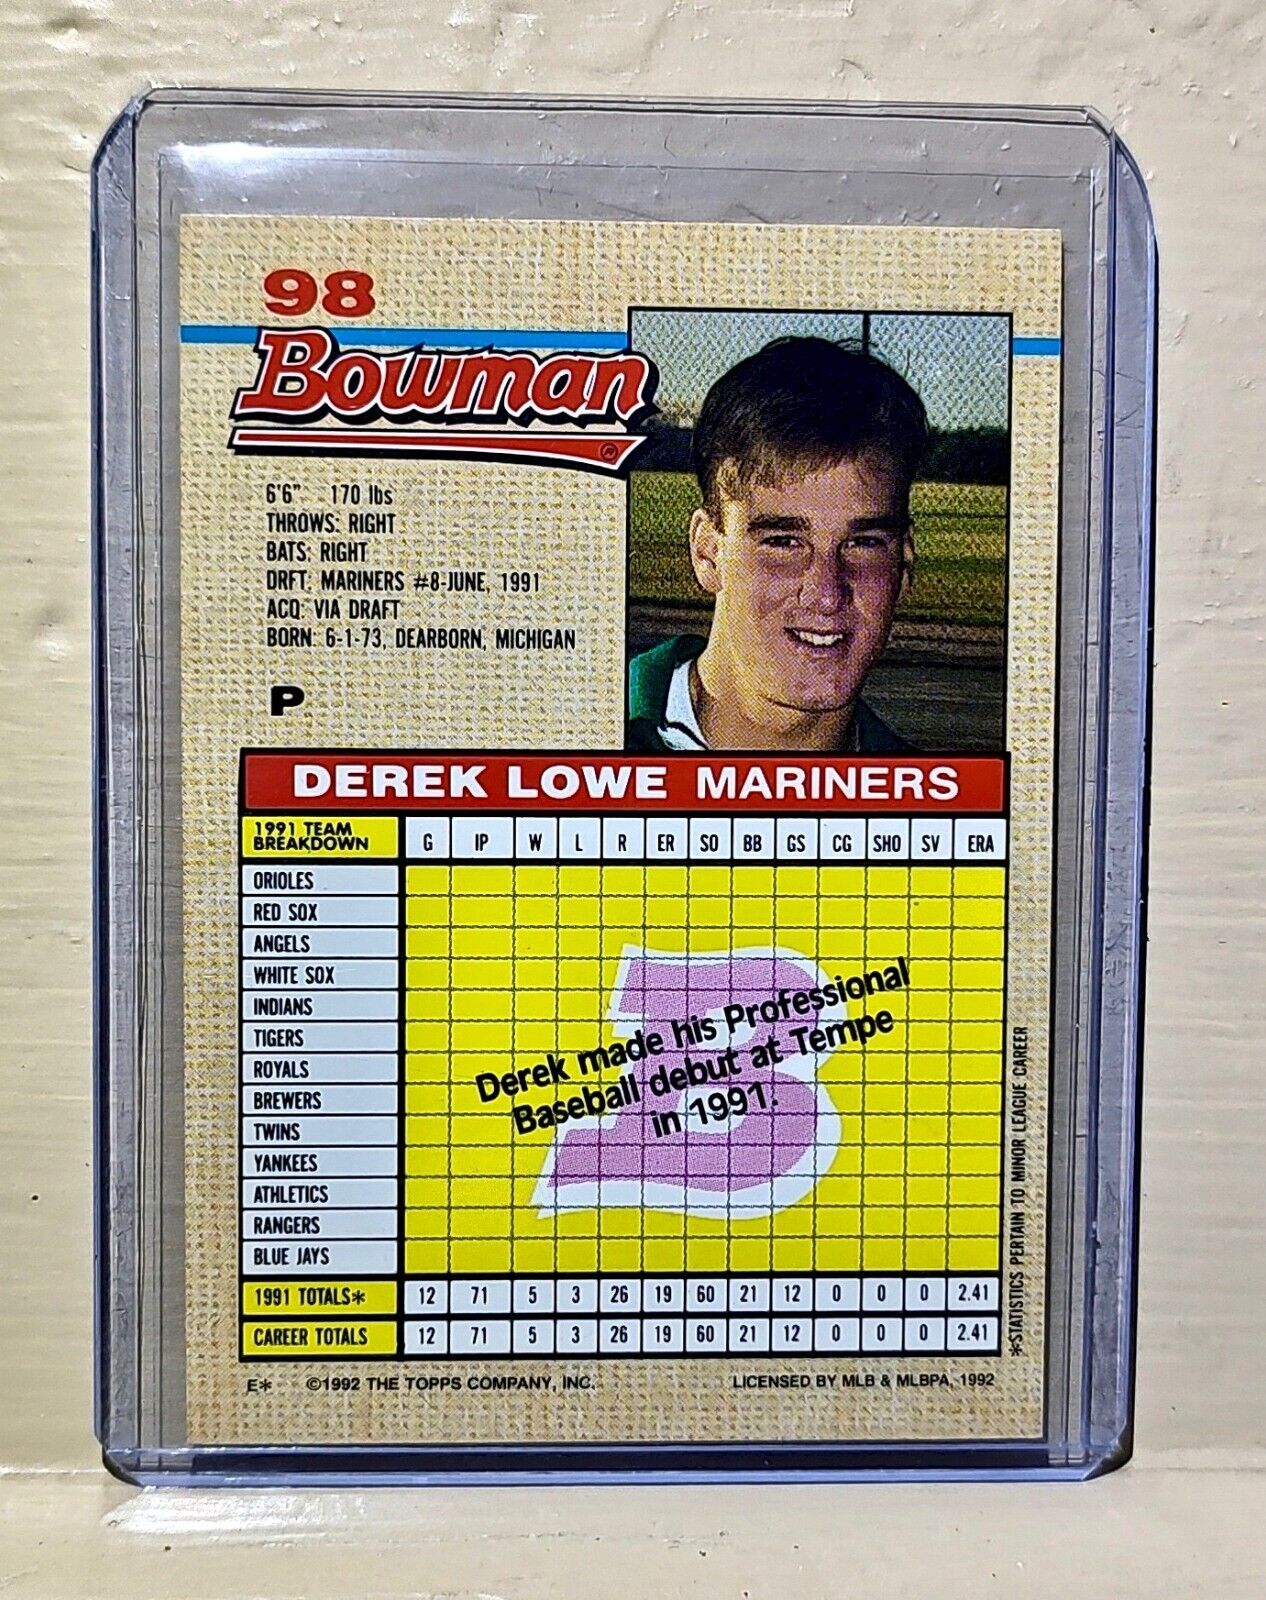 98
Bowman®
6'6" 170 lbs
THROWS: RIGHT
BATS: RIGHT
DRFT: MARINERS #8-JUNE, 1991
ACQ: VIA DRAFT
BORN: 6-1-73, DEARBORN, MICHIGAN
P
DEREK LOWE MARINERS
1991 TEAM BREAKDOWN G IP W L R ER SO BB GS CG SHO SV ERA
ORIOLES
RED SOX
ANGELS
WHITE SOX
INDIANS
TIGERS
ROYALS
BREWERS
TWINS
YANKEES
ATHLETICS
RANGERS
BLUE JAYS
B
Derek made his Professional
Baseball debut at Tempe
in 1991.
1991 TOTALS* 12 71 5 3 26 19 60 21 12 0 0 0 2.41
CAREER TOTALS 12 71 5 3 26 19 60 21 12 0 0 0 2.41
*STATISTICS PERTAIN TO MINOR LEAGUE CAREER
E* ©1992 THE TOPPS COMPANY, INC. LICENSED BY MLB & MLBPA, 1992